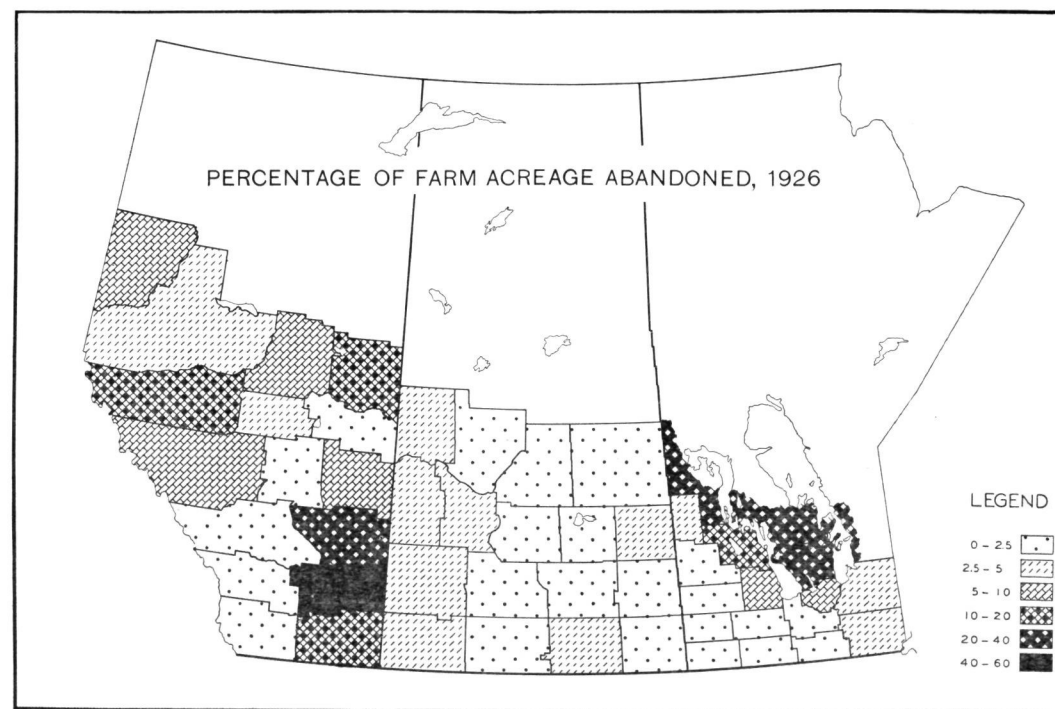 PERCENTAGE OF FARM ACREAGE ABANDONED, 1926
LEGEND
0 - 2.5
2.5 - 5
5 - 10
10 - 20
20 - 40
40 - 60